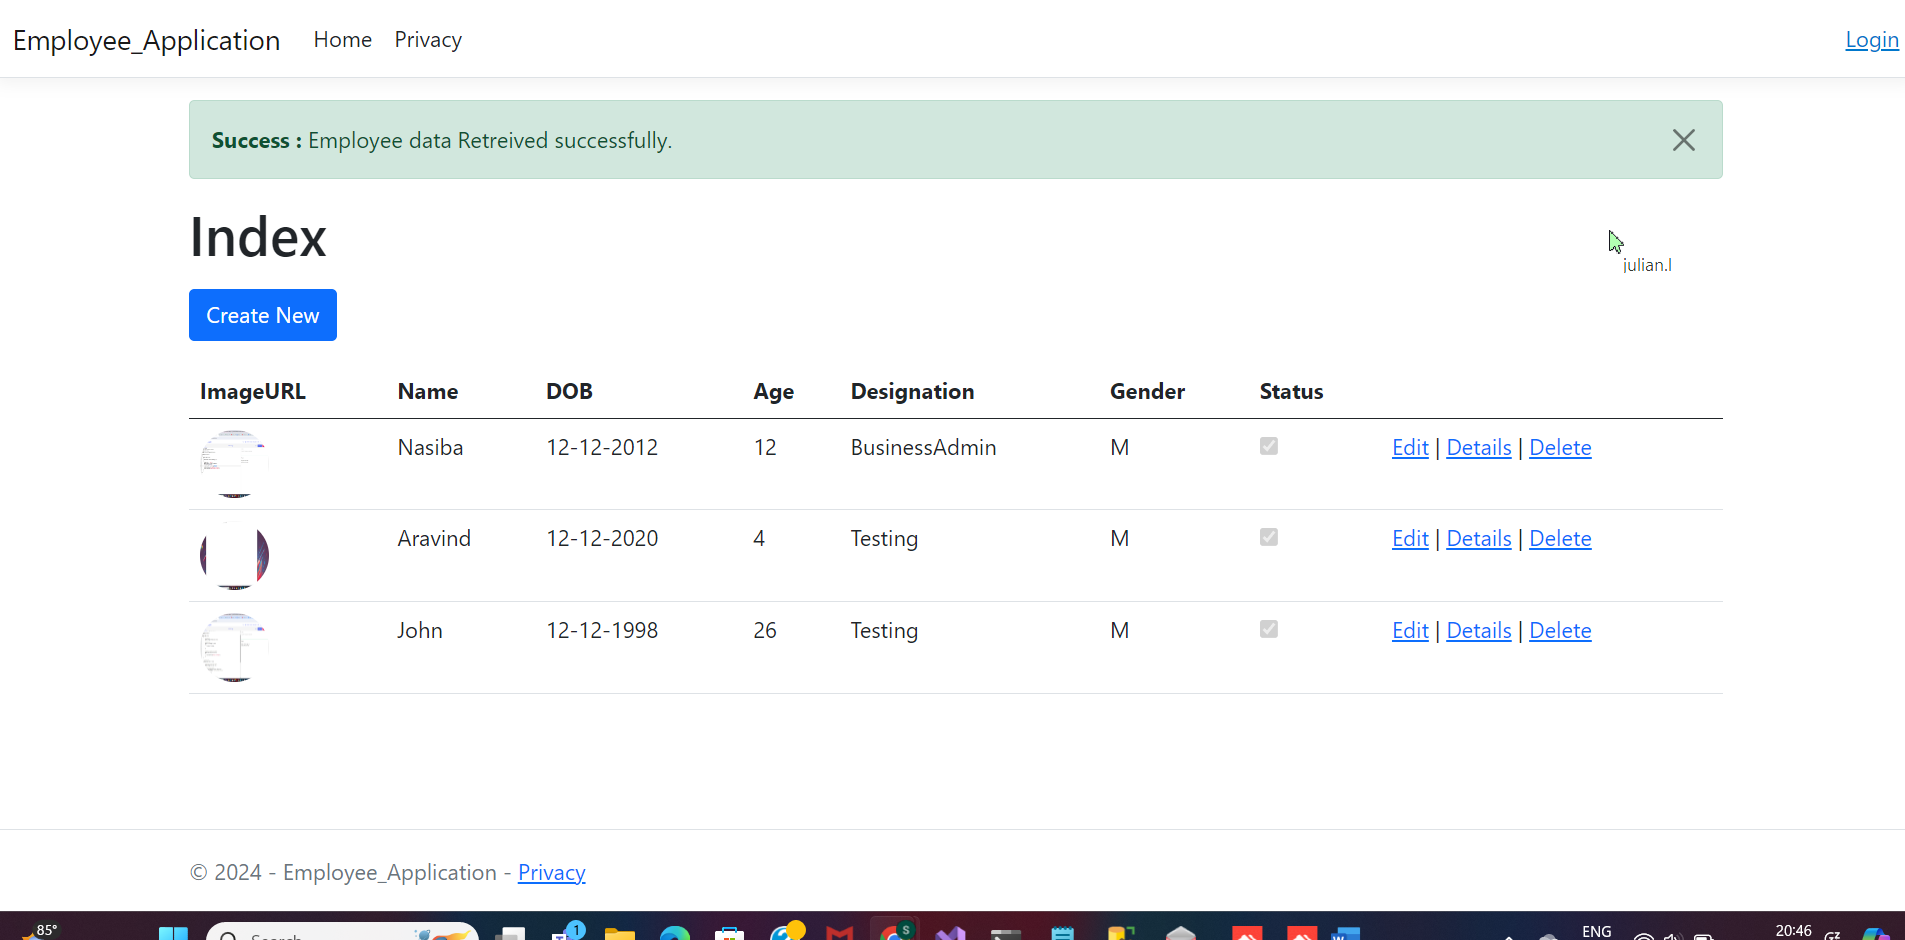 Employee_Application Home Privacy Login
Success : Employee data Retreived successfully.
Index
julian.l
Create New
ImageURL Name DOB Age Designation Gender Status
Nasiba 12-12-2012 12 BusinessAdmin M Edit | Details | Delete
Aravind 12-12-2020 4 Testing M Edit | Details | Delete
John 12-12-1998 26 Testing M Edit | Details | Delete
© 2024 - Employee_Application - Privacy
85° Search 1 S ENG 20:46